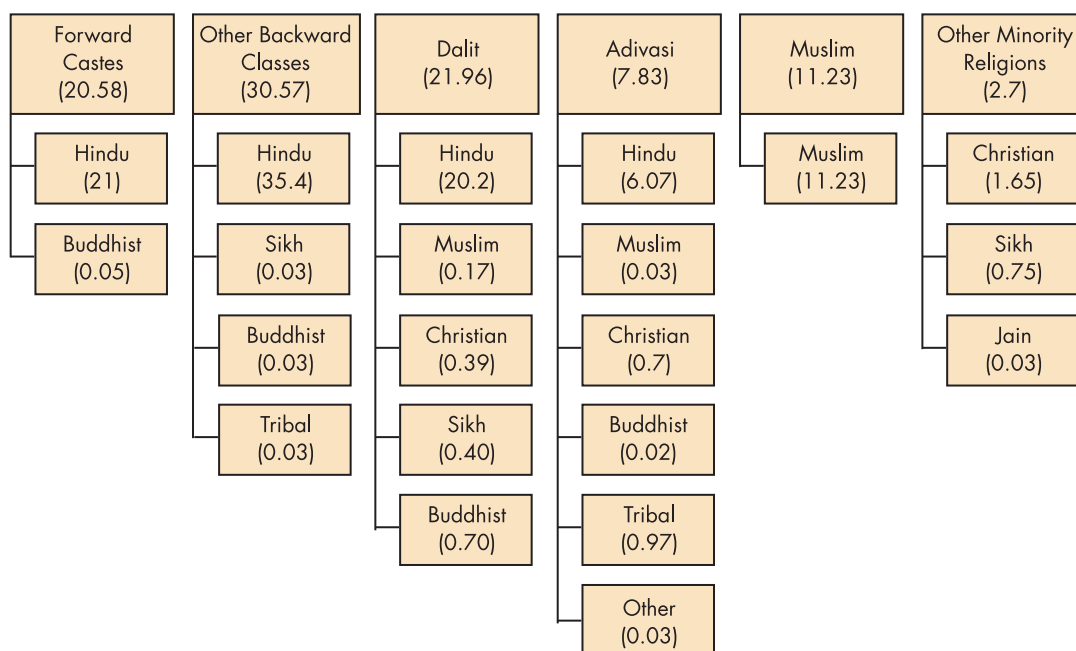 Forward
Castes
(20.58)
Hindu
(21)
Buddhist
(0.05)
Other Backward
Classes
(30.57)
Hindu
(35.4)
Sikh
(0.03)
Buddhist
(0.03)
Tribal
(0.03)
Dalit
(21.96)
Hindu
(20.2)
Muslim
(0.17)
Christian
(0.39)
Sikh
(0.40)
Buddhist
(0.70)
Adivasi
(7.83)
Hindu
(6.07)
Muslim
(0.03)
Christian
(0.7)
Buddhist
(0.02)
Tribal
(0.97)
Other
(0.03)
Muslim
(11.23)
Muslim
(11.23)
Other Minority
Religions
(2.7)
Christian
(1.65)
Sikh
(0.75)
Jain
(0.03)